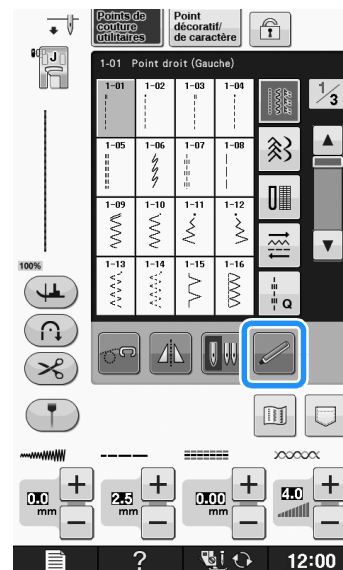 Points de
couture
utilitaires
Point
décoratif/
de caractère
J
1-01 Point droit (Gauche)
1-01 1-02 1-03 1-04
1/3
1-05 1-06 1-07 1-08
1-09 1-10 1-11 1-12
100%
1-13 1-14 1-15 1-16
Q
0.0 mm
2.5 mm
0.00 mm
4.0
? 12:00